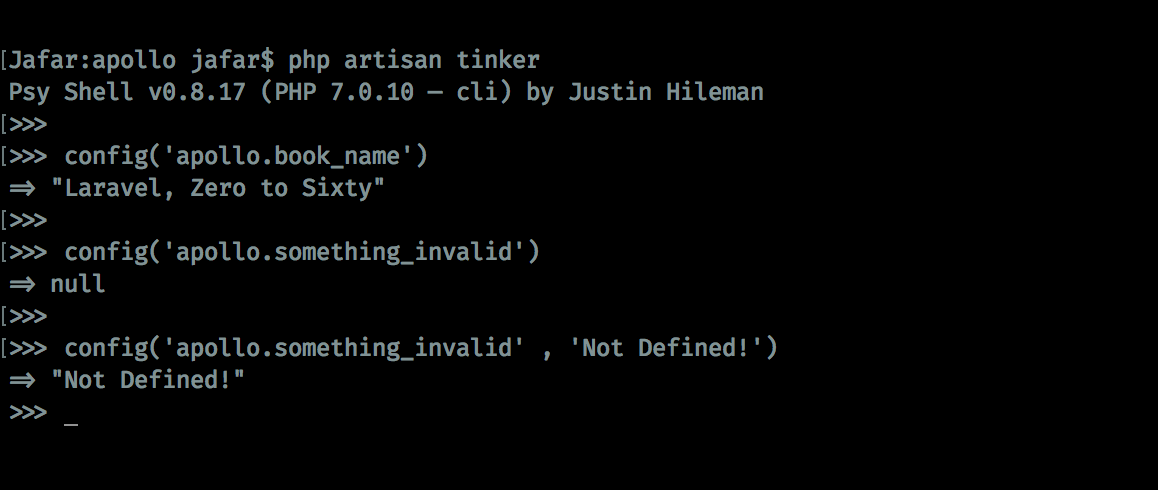 [Jafar:apollo jafar$ php artisan tinker
Psy Shell v0.8.17 (PHP 7.0.10 — cli) by Justin Hileman
[>>>
[>>> config('apollo.book_name')
=> "Laravel, Zero to Sixty"
[>>>
[>>> config('apollo.something_invalid')
=> null
[>>>
[>>> config('apollo.something_invalid' , 'Not Defined!')
=> "Not Defined!"
>>> _